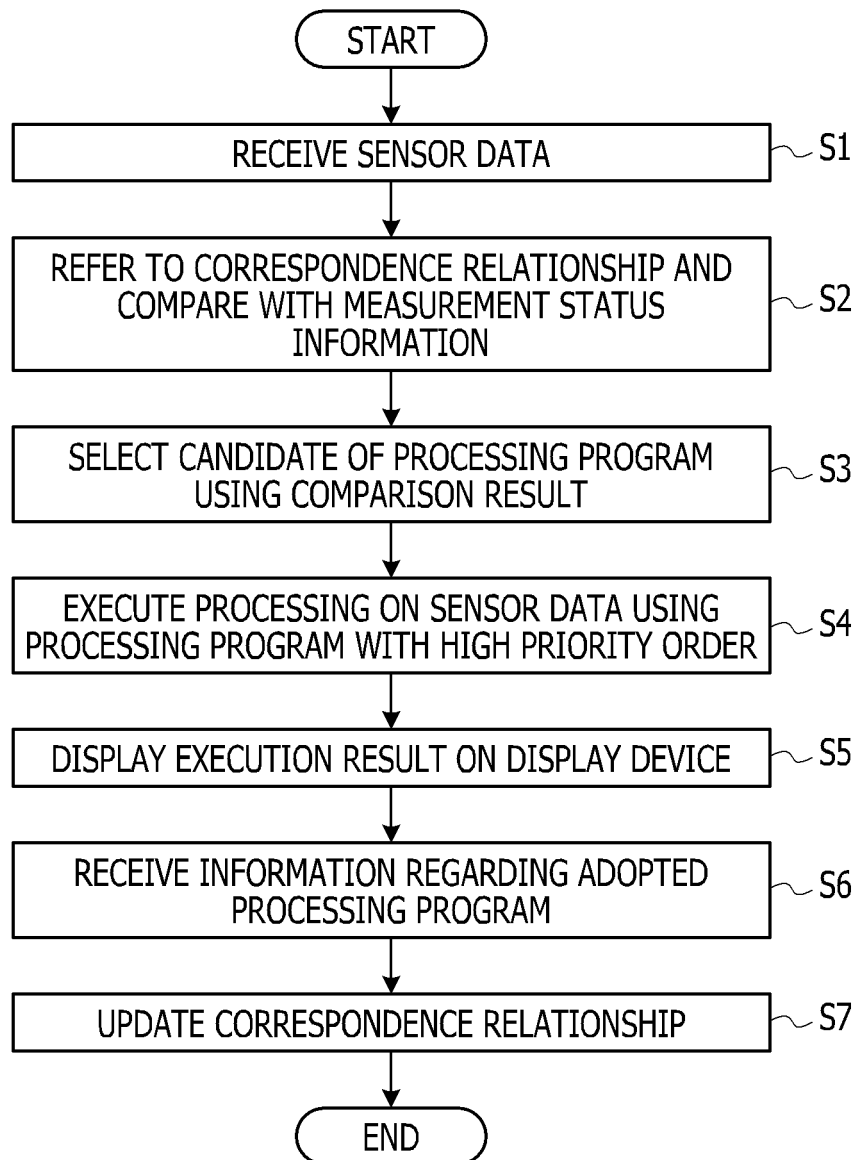 START
RECEIVE SENSOR DATA
S1
REFER TO CORRESPONDENCE RELATIONSHIP AND
COMPARE WITH MEASUREMENT STATUS
INFORMATION
S2
SELECT CANDIDATE OF PROCESSING PROGRAM
USING COMPARISON RESULT
S3
EXECUTE PROCESSING ON SENSOR DATA USING
PROCESSING PROGRAM WITH HIGH PRIORITY ORDER
S4
DISPLAY EXECUTION RESULT ON DISPLAY DEVICE
S5
RECEIVE INFORMATION REGARDING ADOPTED
PROCESSING PROGRAM
S6
UPDATE CORRESPONDENCE RELATIONSHIP
S7
END